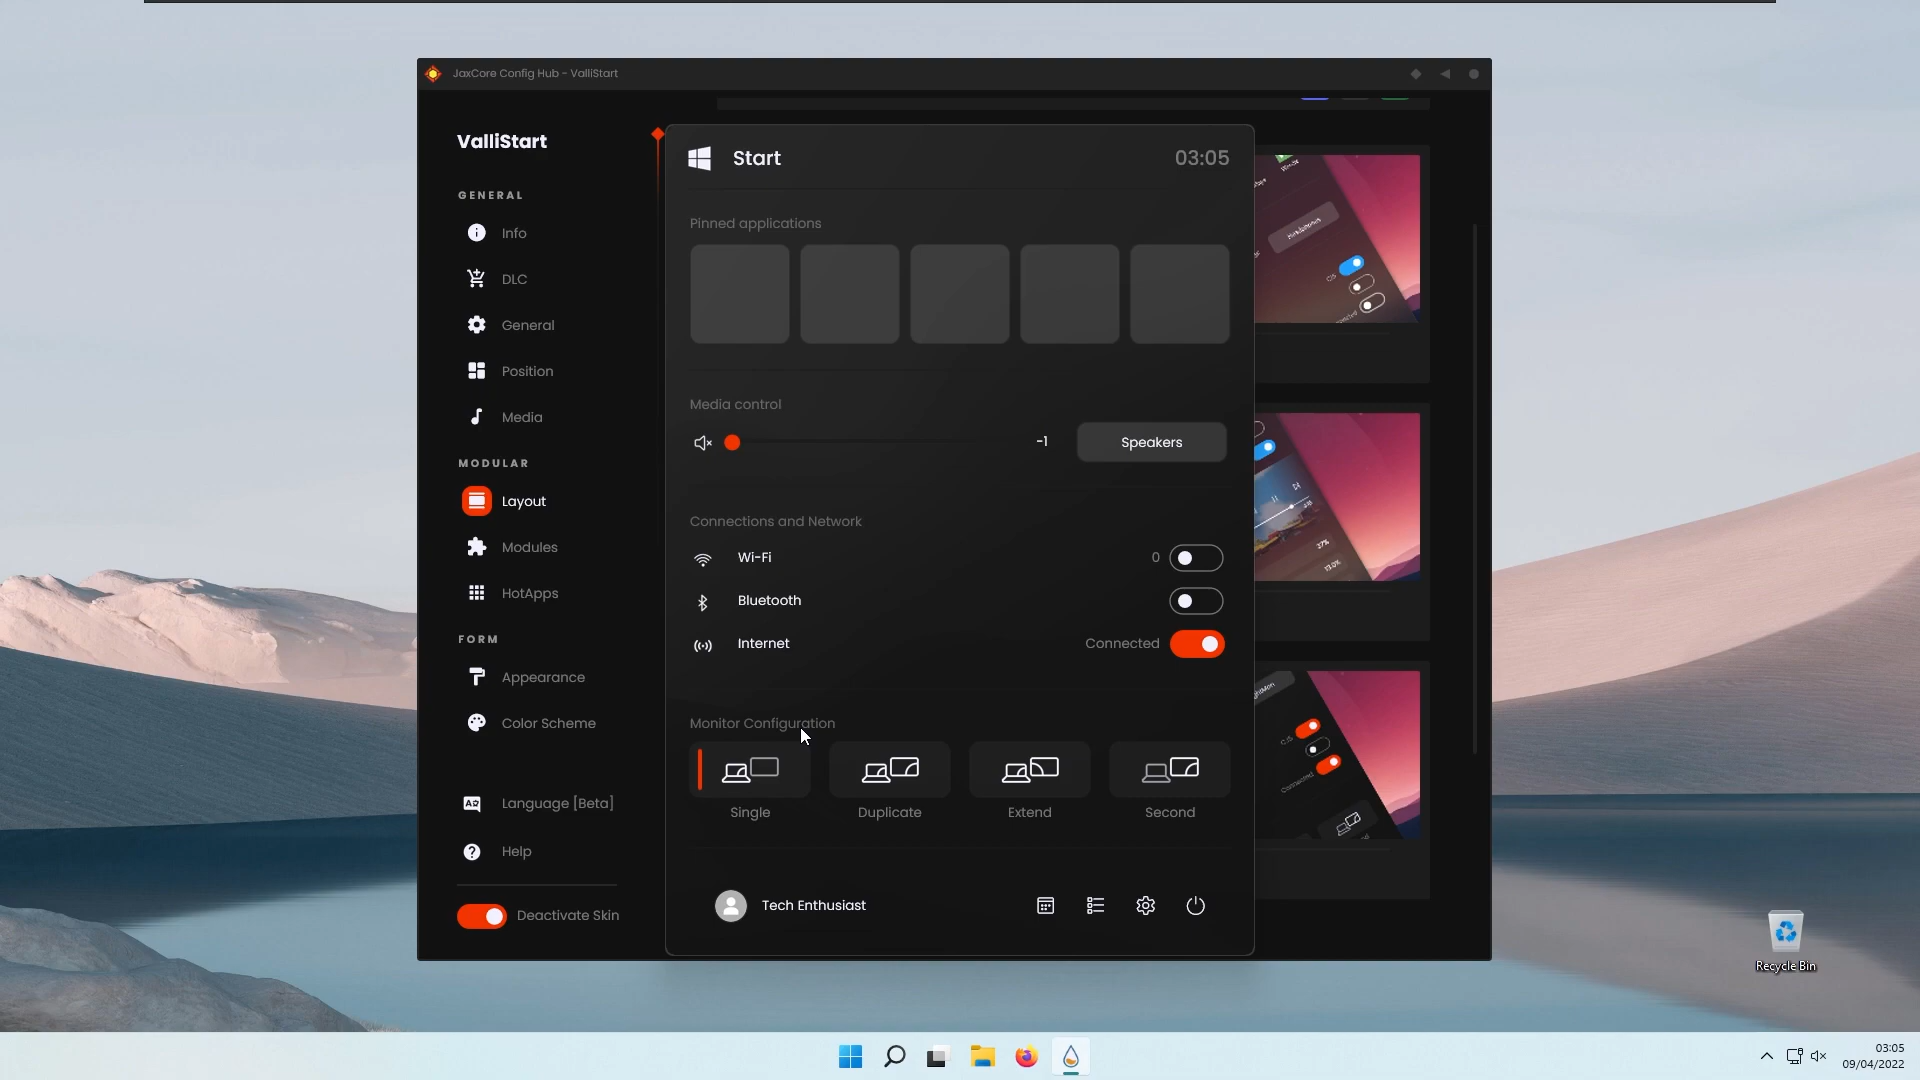 JaxCore Config Hub - ValliStart
ValliStart
GENERAL
Info
DLC
General
Position
Media
MODULAR
Layout
Modules
HotApps
FORM
Appearance
Color Scheme
Language [Beta]
Help
Deactivate Skin
Start
03:05
Pinned applications
Media control
-1
Speakers
Connections and Network
Wi-Fi
0
Bluetooth
Internet
Connected
Monitor Configuration
Single
Duplicate
Extend
Second
Tech Enthusiast
37%
Connected
Recycle Bin
03:05
09/04/2022